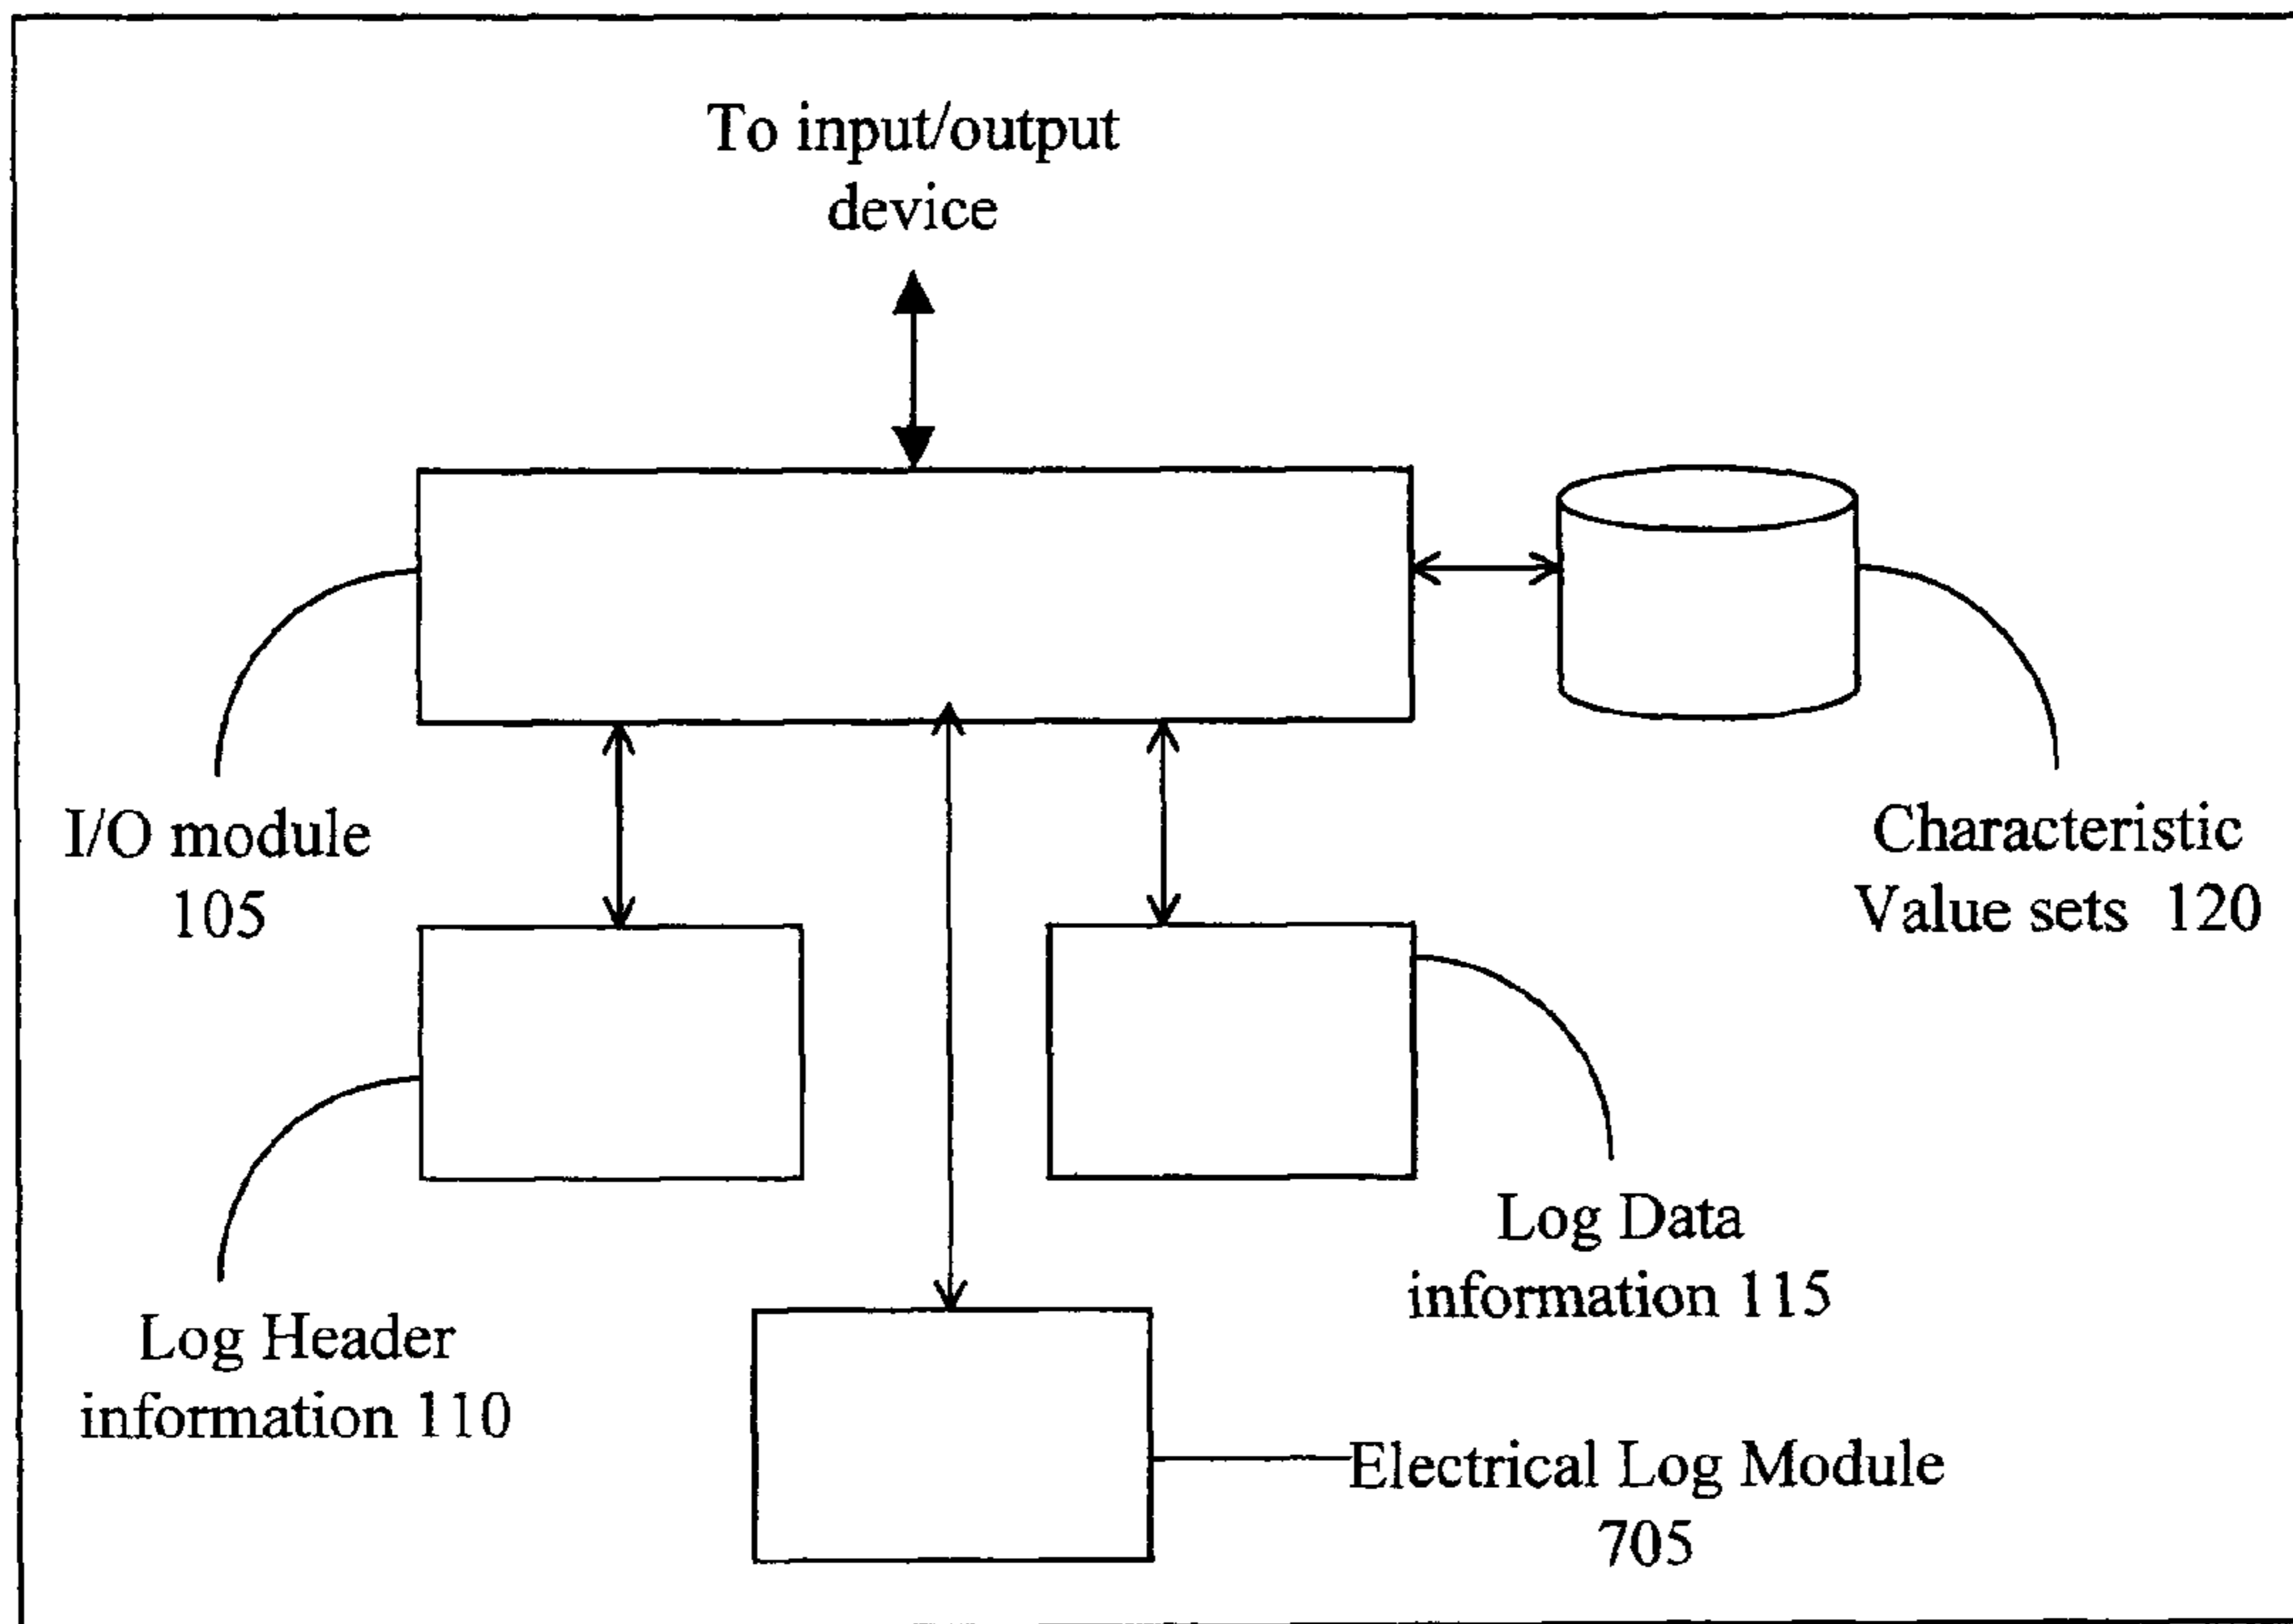 To input/output
device
I/O module
105
Characteristic
Value sets 120
Log Data
information 115
Log Header
information 110
Electrical Log Module
705